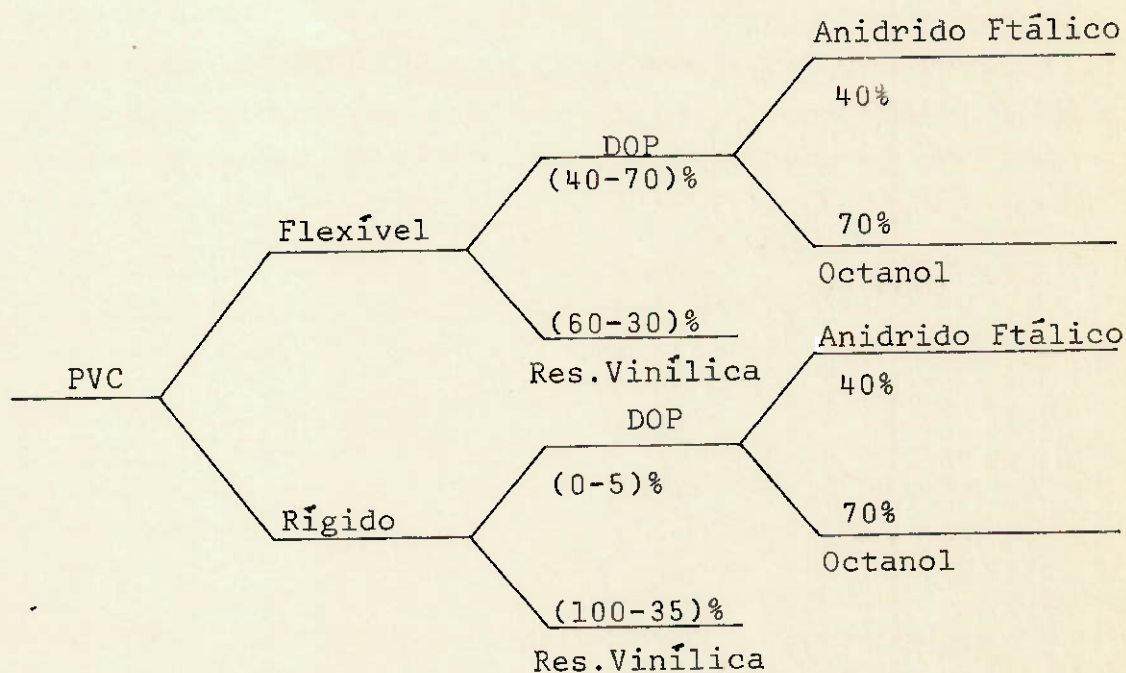 Anidrido Ftálico
40%
DOP
(40-70)%
70%
Octanol
Flexível
(60-30)%
Res.Vinílica
PVC
Anidrido Ftálico
40%
DOP
(0-5)%
70%
Octanol
Rígido
(100-35)%
Res.Vinílica